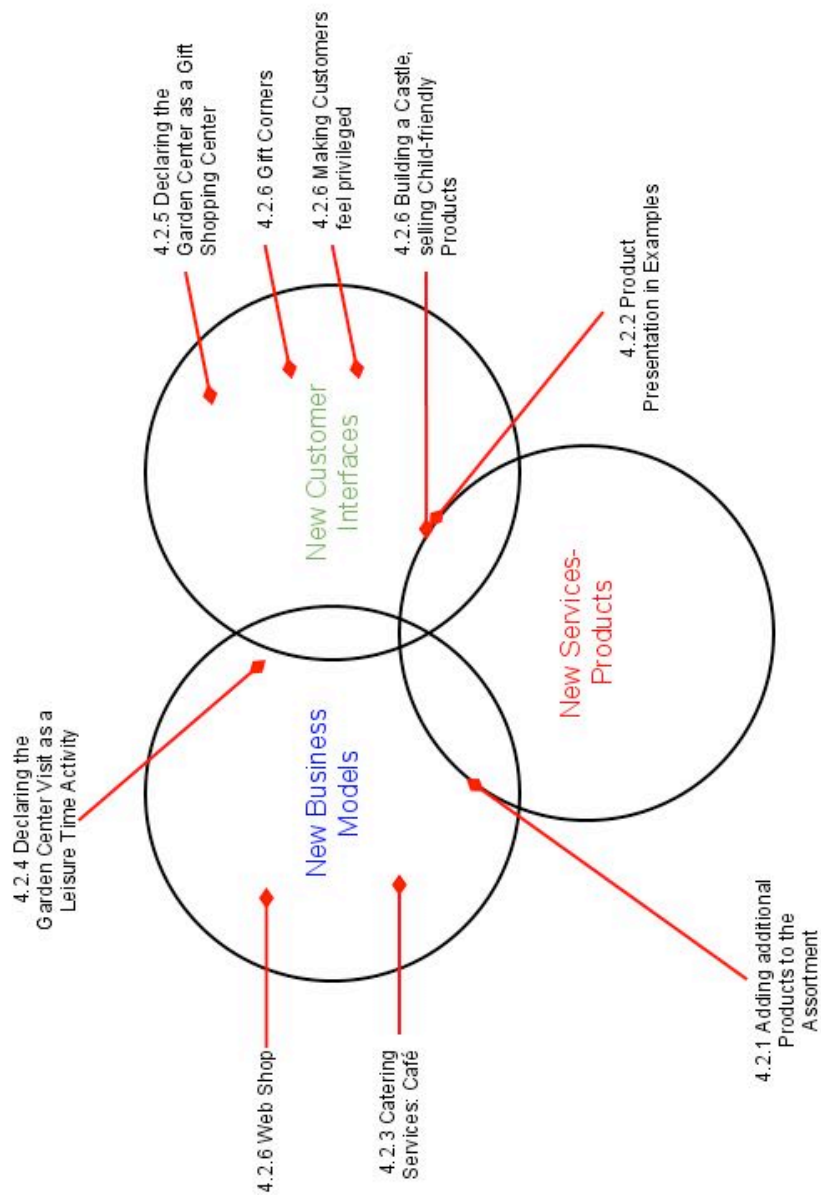 4.2.4 Declaring the
Garden Center Visit as a
Leisure Time Activity
4.2.5 Declaring the
Garden Center as a Gift
Shopping Center
4.2.6 Gift Corners
4.2.6 Making Customers
feel privileged
4.2.6 Building a Castle,
selling Child-friendly
Products
4.2.2 Product
Presentation in Examples
4.2.6 Web Shop
4.2.3 Catering
Services: Café
4.2.1 Adding additional
Products to the
Assortment
New Business
Models
New Customer
Interfaces
New Services-
Products